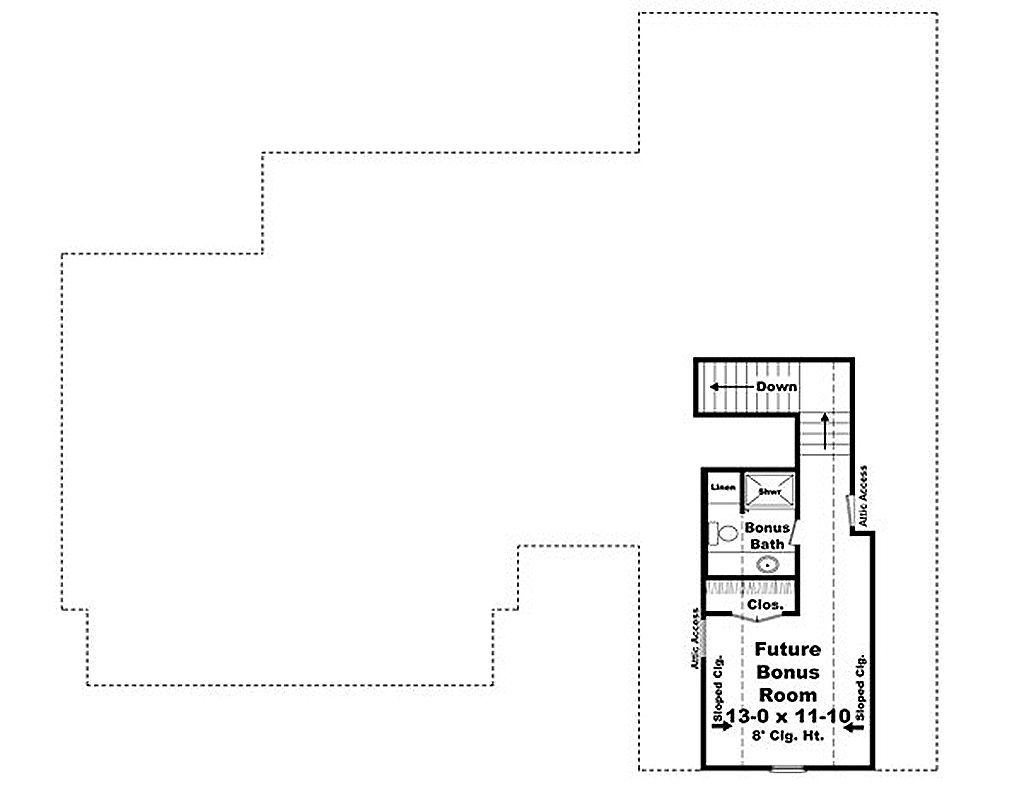 Down
Linen
Shwr
Attic Access
Bonus
Bath
Clos.
Attic Access
Future
Bonus
Room
13-0 x 11-10
8' Clg. Ht.
Sloped Clg.
Sloped Clg.